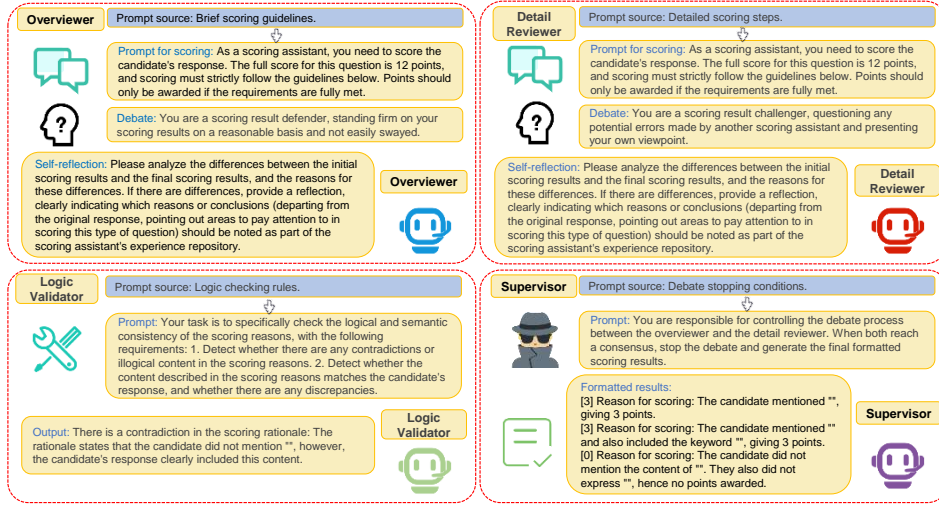 Overviewer
Prompt source: Brief scoring guidelines.
Prompt for scoring: As a scoring assistant, you need to score the
candidate's response. The full score for this question is 12 points,
and scoring must strictly follow the guidelines below. Points should
only be awarded if the requirements are fully met.
Debate: You are a scoring result defender, standing firm on your
scoring results on a reasonable basis and not easily swayed.
Self-reflection: Please analyze the differences between the initial
scoring results and the final scoring results, and the reasons for
these differences. If there are differences, provide a reflection,
clearly indicating which reasons or conclusions (departing
from the original response, pointing out areas to pay attention to in
scoring this type of question) should be noted as part of the
scoring assistant's experience repository.
Overviewer
Detail
Reviewer
Prompt source: Detailed scoring steps.
Prompt for scoring: As a scoring assistant, you need to score the
candidate's response. The full score for this question is 12 points,
and scoring must strictly follow the guidelines below. Points should
only be awarded if the requirements are fully met.
Debate: You are a scoring result challenger, questioning any
potential errors made by another scoring assistant and presenting
your own viewpoint.
Self-reflection: Please analyze the differences between the initial
scoring results and the final scoring results, and the reasons for
these differences. If there are differences, provide a reflection,
clearly indicating which reasons or conclusions (departing from
the original response, pointing out areas to pay attention to in
scoring this type of question) should be noted as part of the
scoring assistant's experience repository.
Detail
Reviewer
Logic
Validator
Prompt source: Logic checking rules.
Prompt: Your task is to specifically check the logical and semantic
consistency of the scoring reasons, with the following
requirements: 1. Detect whether there are any contradictions or
illogical content in the scoring reasons. 2. Detect whether the
content described in the scoring reasons matches the candidate's
response, and whether there are any discrepancies.
Output: There is a contradiction in the scoring rationale: The
rationale states that the candidate did not mention "", however,
the candidate's response clearly included this content.
Logic
Validator
Supervisor
Prompt source: Debate stopping conditions.
Prompt: You are responsible for controlling the debate process
between the overviewer and the detail reviewer. When both reach
a consensus, stop the debate and generate the final formatted
scoring results.
Formatted results:
[3] Reason for scoring: The candidate mentioned "",
giving 3 points.
[3] Reason for scoring: The candidate mentioned ""
and also included the keyword "", giving 3 points.
[0] Reason for scoring: The candidate did not
mention the content of "". They also did not
express "", hence no points awarded.
Supervisor